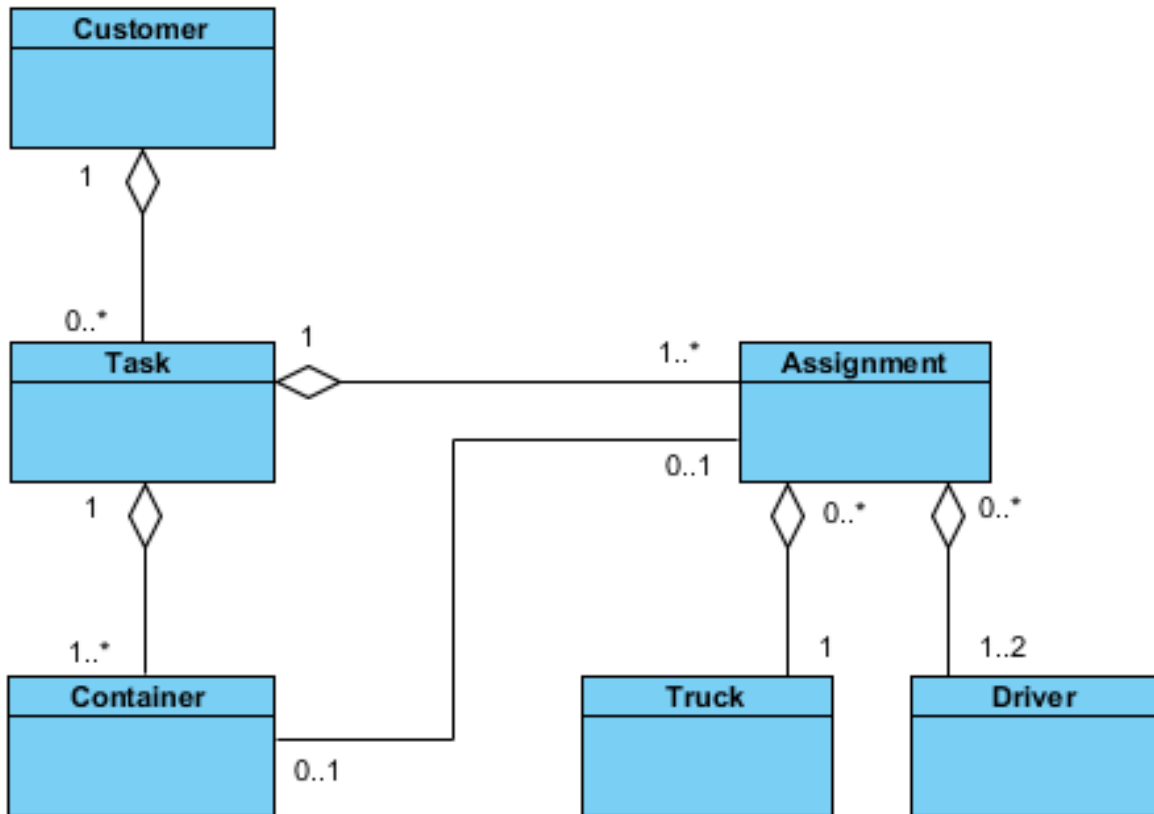 Customer
1
0..*
Task
1
1..*
Assignment
0..1
1
0..*
0..*
1..*
1
1..2
Container
Truck
Driver
0..1